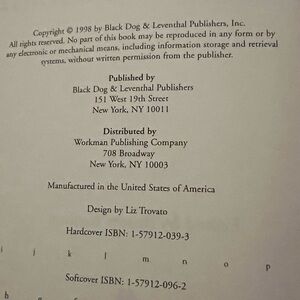 Copyright © 1998 by Black Dog & Leventhal Publishers, Inc.
All rights reserved. No part of this book may be reproduced in any form or by
any electronic or mechanical means, including information storage and retrieval
systems, without written permission from the publisher.
Published by
Black Dog & Leventhal Publishers
151 West 19th Street
New York, NY 10011
Distributed by
Workman Publishing Company
708 Broadway
New York, NY 10003
Manufactured in the United States of America
Design by Liz Trovato
Hardcover ISBN: 1-57912-039-3
i j k l m n o p
Softcover ISBN: 1-57912-096-2
h